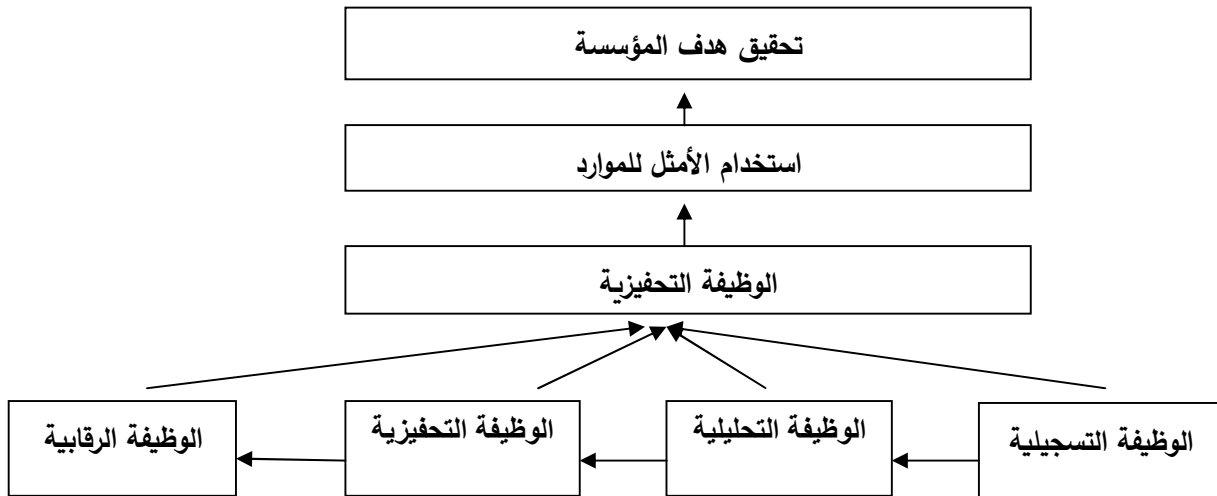 تحقيق هدف المؤسسة
استخدام الأمثل للموارد
الوظيفة التحفيزية
الوظيفة التسجيلية
الوظيفة التحليلية
الوظيفة التحفيزية
الوظيفة الرقابية